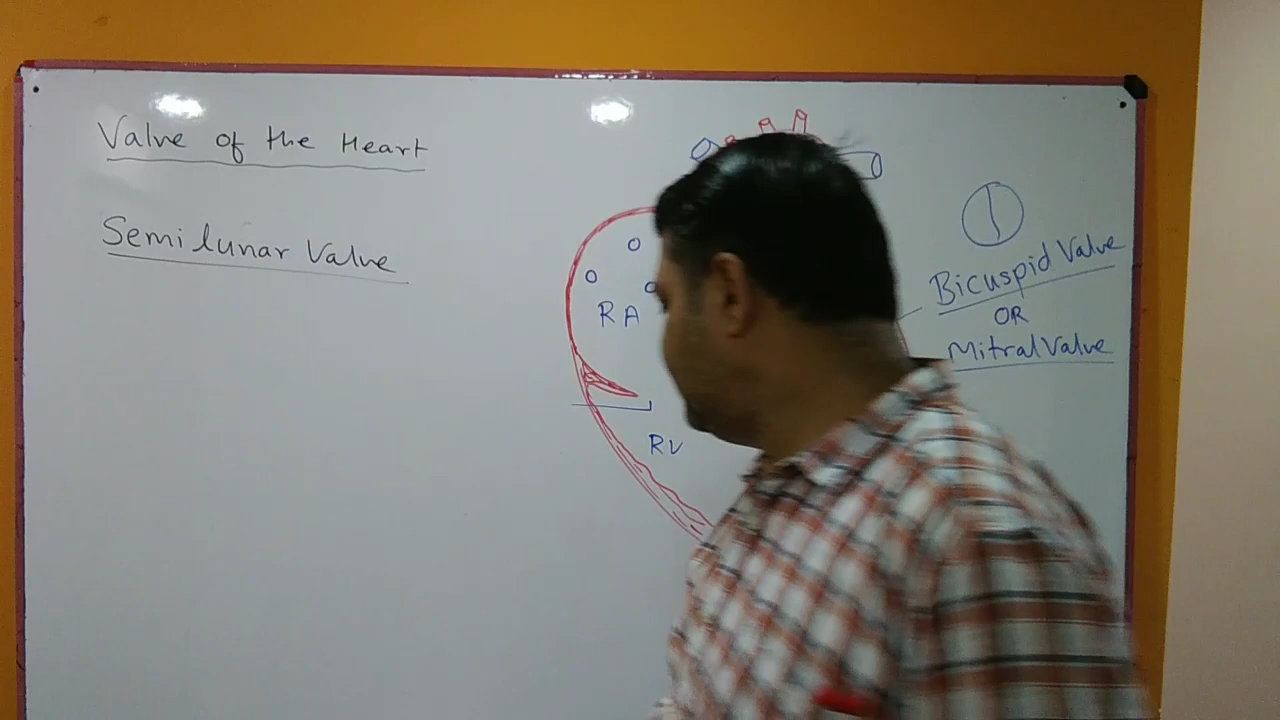 Valve of the Heart
Semilunar Valve
RA
RV
Bicuspid Valve
OR
Mitral Valve